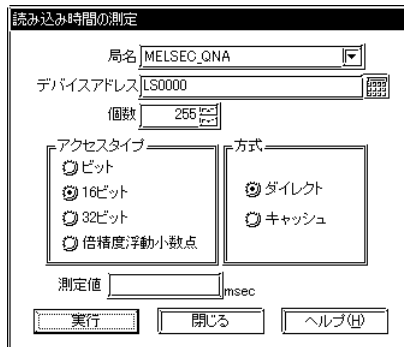 読み込み時間の測定
局名 MELSEC_QNA
デバイスアドレス LS0000
個数 255
アクセスタイプ 方式
ビット
16ビット ダイレクト
32ビット キャッシュ
倍精度浮動小数点
測定値 msec
実行 閉じる ヘルプ(H)